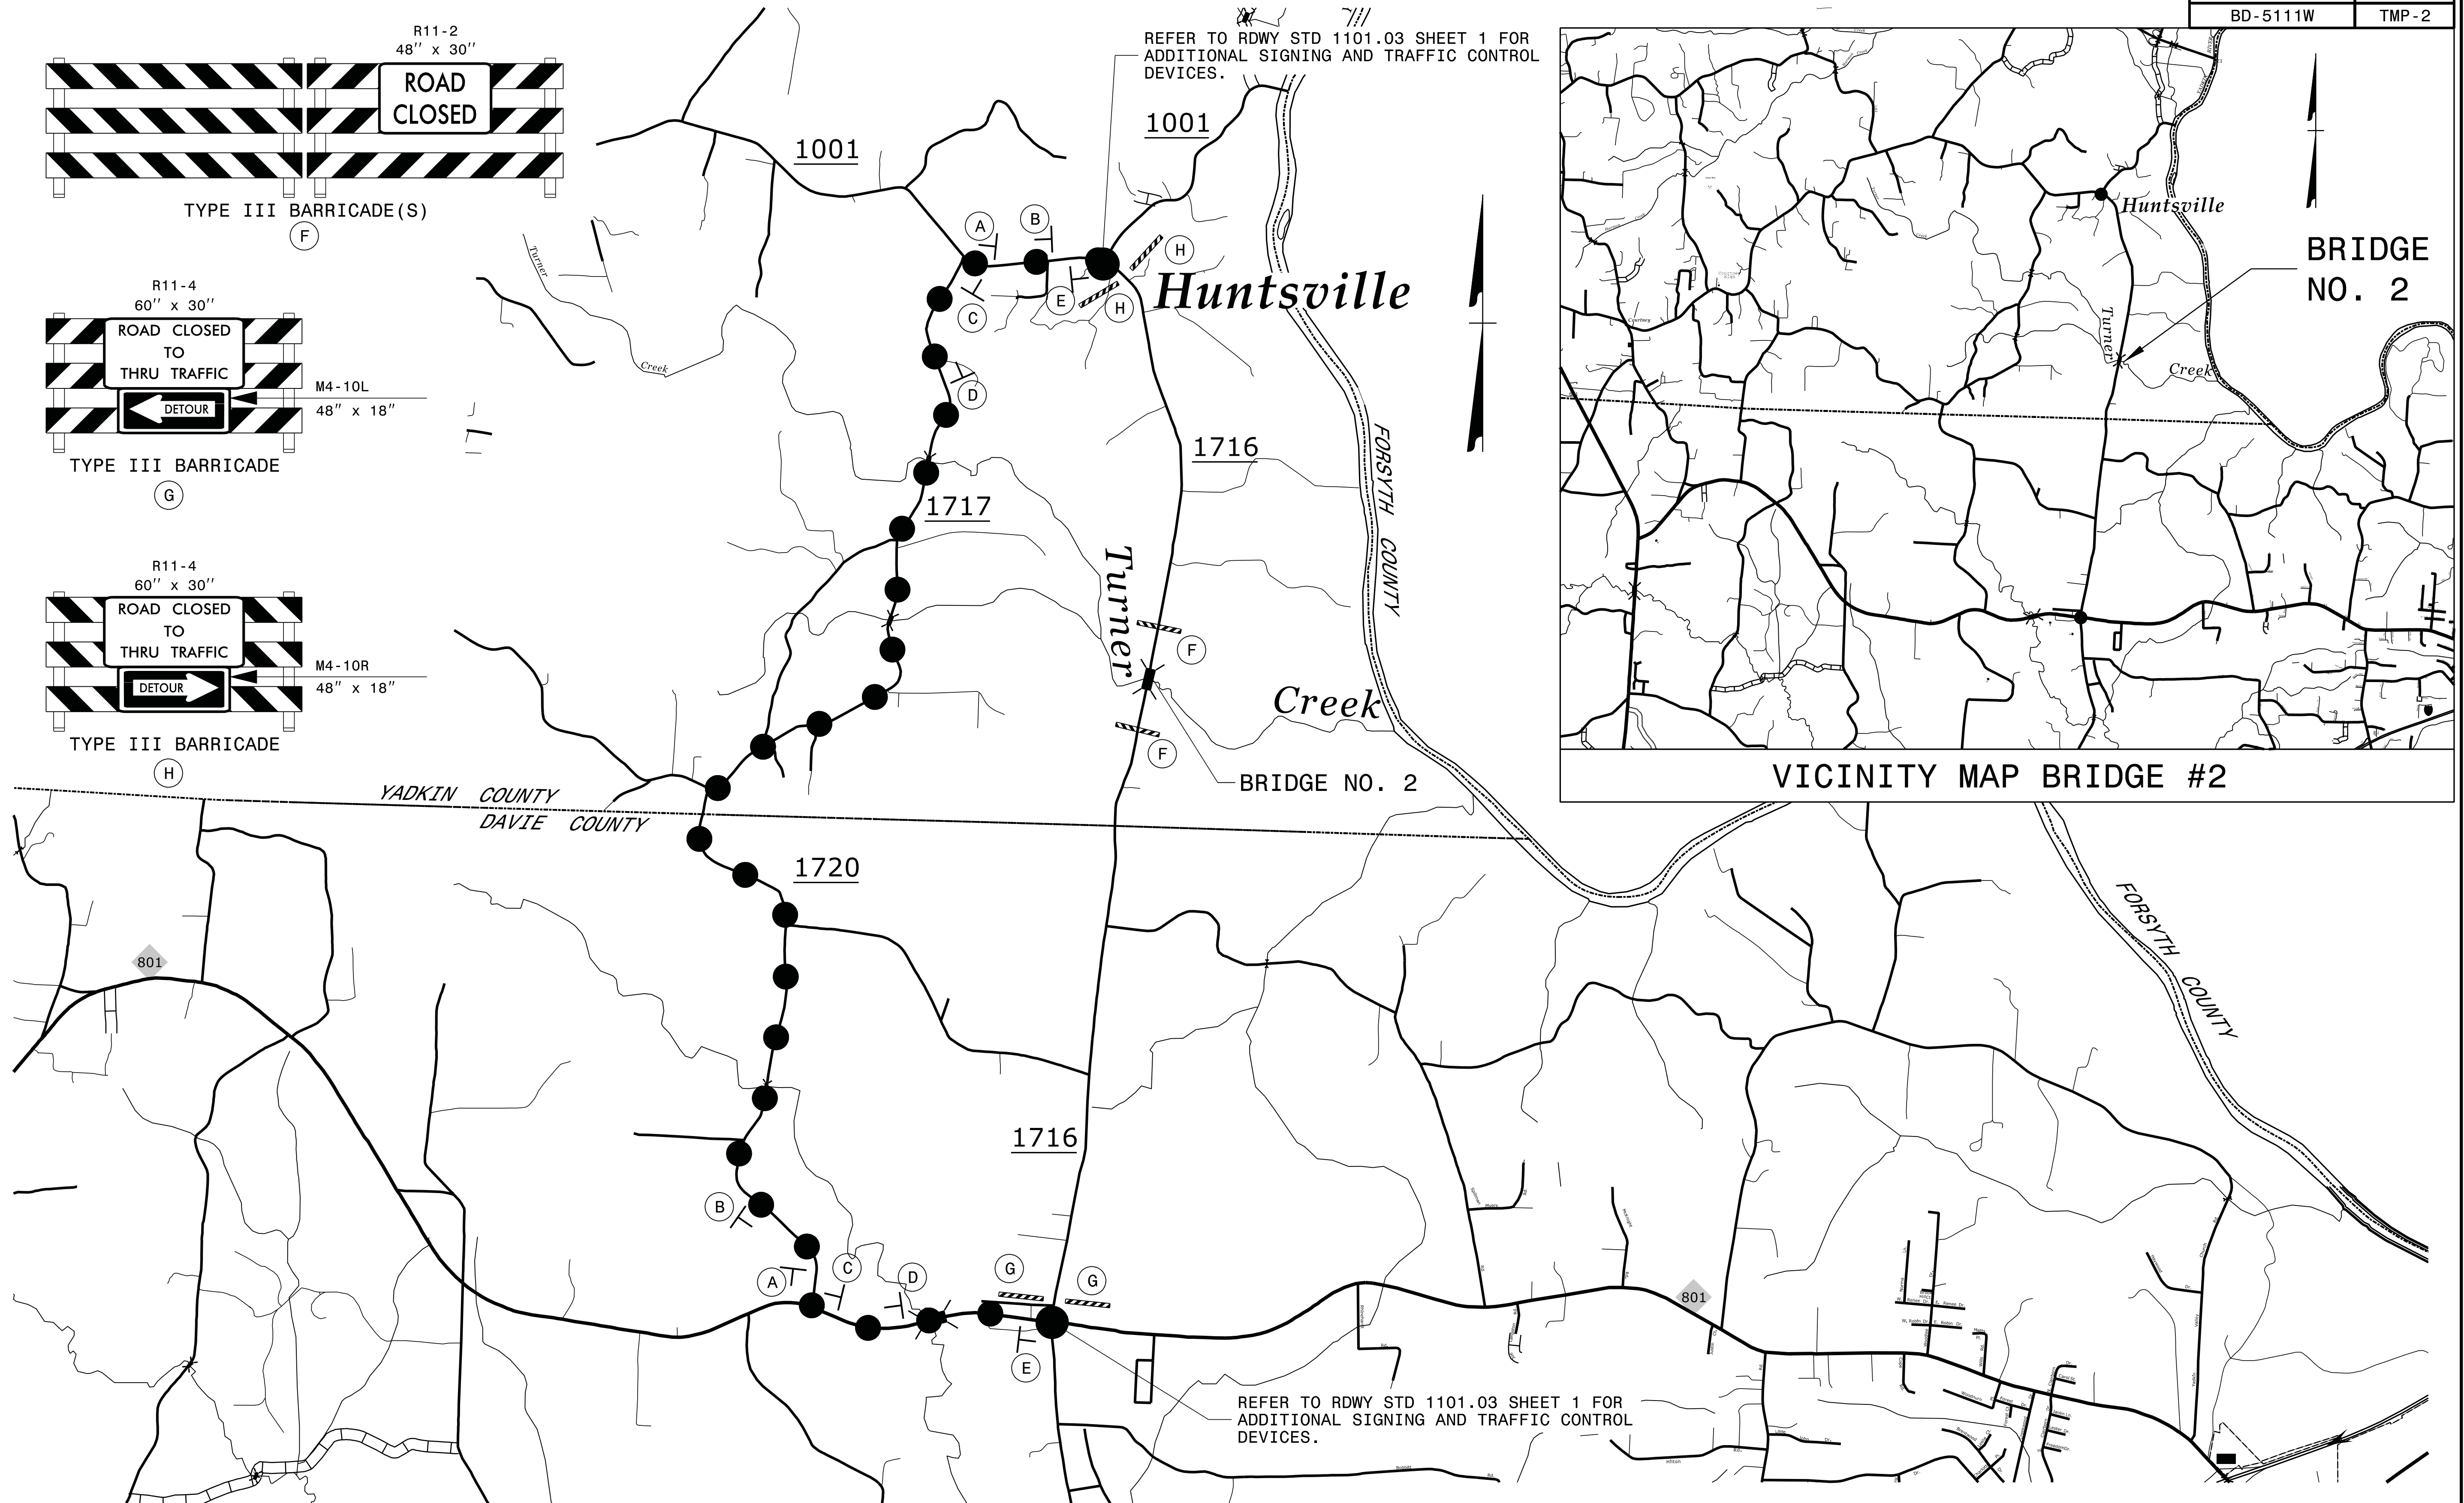 BD-5111W
TMP-2
R11-2
48'' x 30''
ROAD
CLOSED
TYPE III BARRICADE(S)
F
R11-4
60'' x 30''
ROAD CLOSED
TO
THRU TRAFFIC
M4-10L
DETOUR
48" x 18"
TYPE III BARRICADE
G
R11-4
60'' x 30''
ROAD CLOSED
TO
THRU TRAFFIC
M4-10R
DETOUR
48" x 18"
TYPE III BARRICADE
H
REFER TO RDWY STD 1101.03 SHEET 1 FOR
ADDITIONAL SIGNING AND TRAFFIC CONTROL
DEVICES.
1001
1001
A
B
H
C
E
H
Huntsville
Turner
Creek
D
1716
1717
FORSYTH COUNTY
Turner
F
Creek
F
BRIDGE NO. 2
YADKIN COUNTY
DAVIE COUNTY
1720
801
1716
B
A
C
D
G
G
E
801
FORSYTH COUNTY
REFER TO RDWY STD 1101.03 SHEET 1 FOR
ADDITIONAL SIGNING AND TRAFFIC CONTROL
DEVICES.
Huntsville
BRIDGE
NO. 2
Turner
Creek
Courtney
VICINITY MAP BRIDGE #2